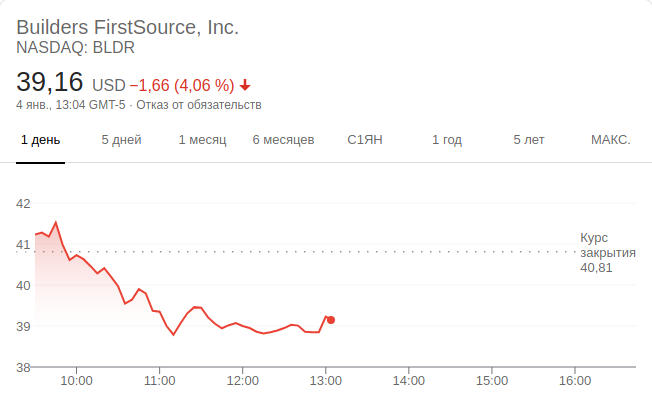 Builders FirstSource, Inc.
NASDAQ: BLDR
39,16 USD −1,66 (4,06 %)
4 янв., 13:04 GMT-5 · Отказ от обязательств
1 день 5 дней 1 месяц 6 месяцев С1ЯН 1 год 5 лет МАКС.
42
41
40
39
38
Курс
закрытия
40,81
10:00 11:00 12:00 13:00 14:00 15:00 16:00